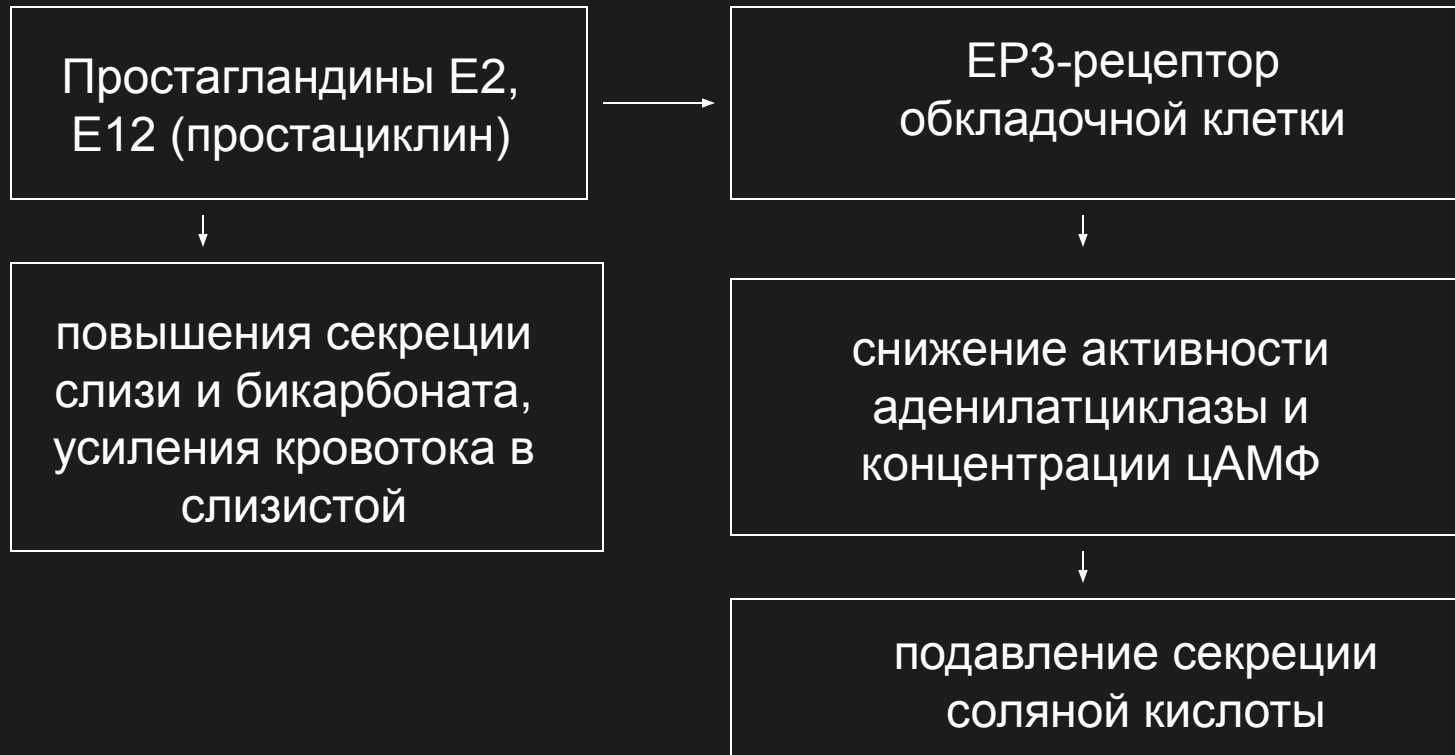 Простагландины Е2,
Е12 (простациклин)
ЕР3-рецептор
обкладочной клетки
повышения секреции
слизи и бикарбоната,
усиления кровотока в
слизистой
снижение активности
аденилатциклазы и
концентрации цАМФ
подавление секреции
соляной кислоты